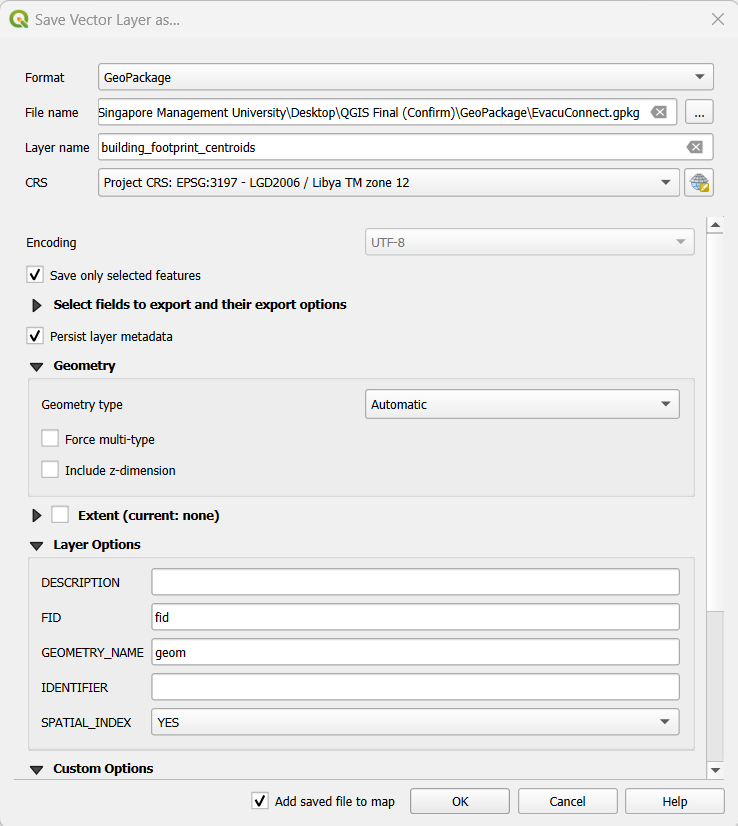 Save Vector Layer as...
Format GeoPackage
File name Singapore Management University\Desktop\QGIS Final (Confirm)\GeoPackage\EvacuConnect.gpkg ...
Layer name building_footprint_centroids
CRS Project CRS: EPSG:3197 - LGD2006 / Libya TM zone 12
Encoding UTF-8
Save only selected features
Select fields to export and their export options
Persist layer metadata
Geometry
Geometry type Automatic
Force multi-type
Include z-dimension
Extent (current: none)
Layer Options
DESCRIPTION
FID fid
GEOMETRY_NAME geom
IDENTIFIER
SPATIAL_INDEX YES
Custom Options
Add saved file to map OK Cancel Help